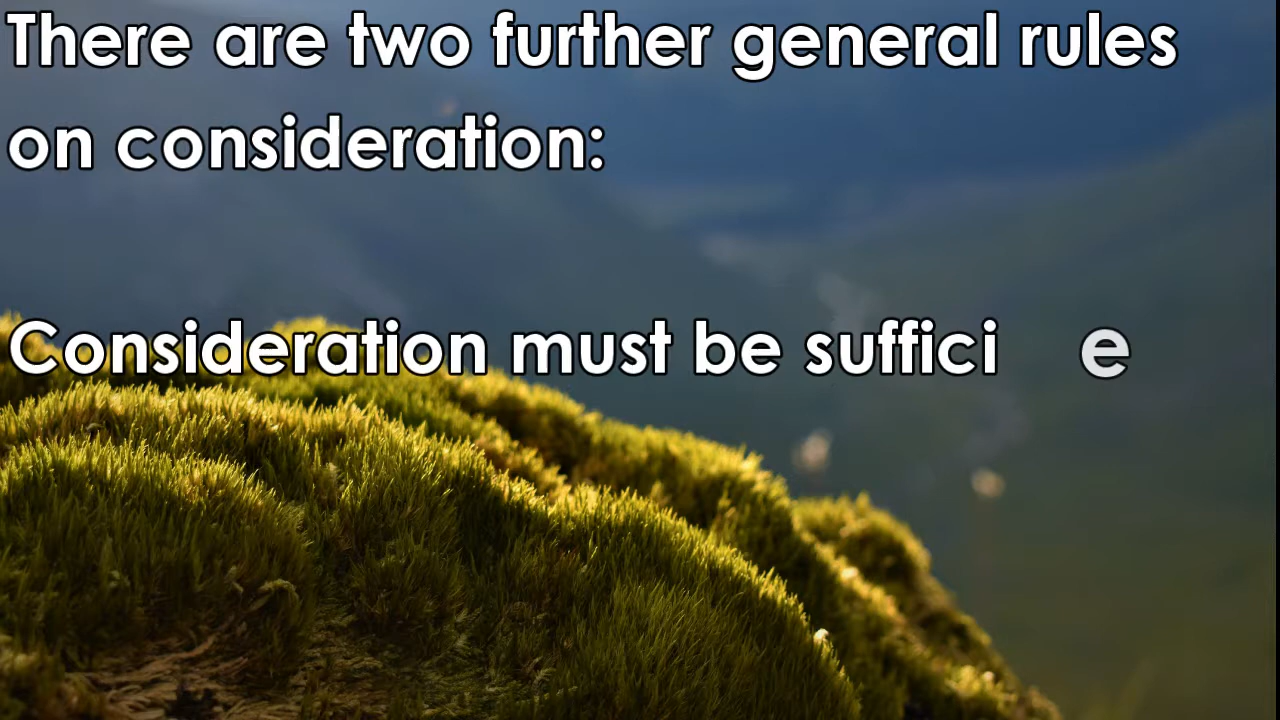 There are two further general rules
on consideration:
Consideration must be suffici e